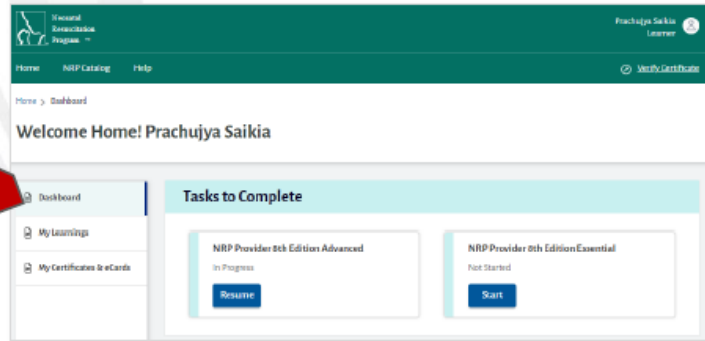 Neonatal
Resuscitation
Program ™
Prachujya Saikia
Learner
Home NRP Catalog Help
Verify Certificate
Home > Dashboard
Welcome Home! Prachujya Saikia
Dashboard
My Learnings
My Certificates & eCards
Tasks to Complete
NRP Provider 8th Edition Advanced
In Progress
Resume
NRP Provider 8th Edition Essential
Not Started
Start